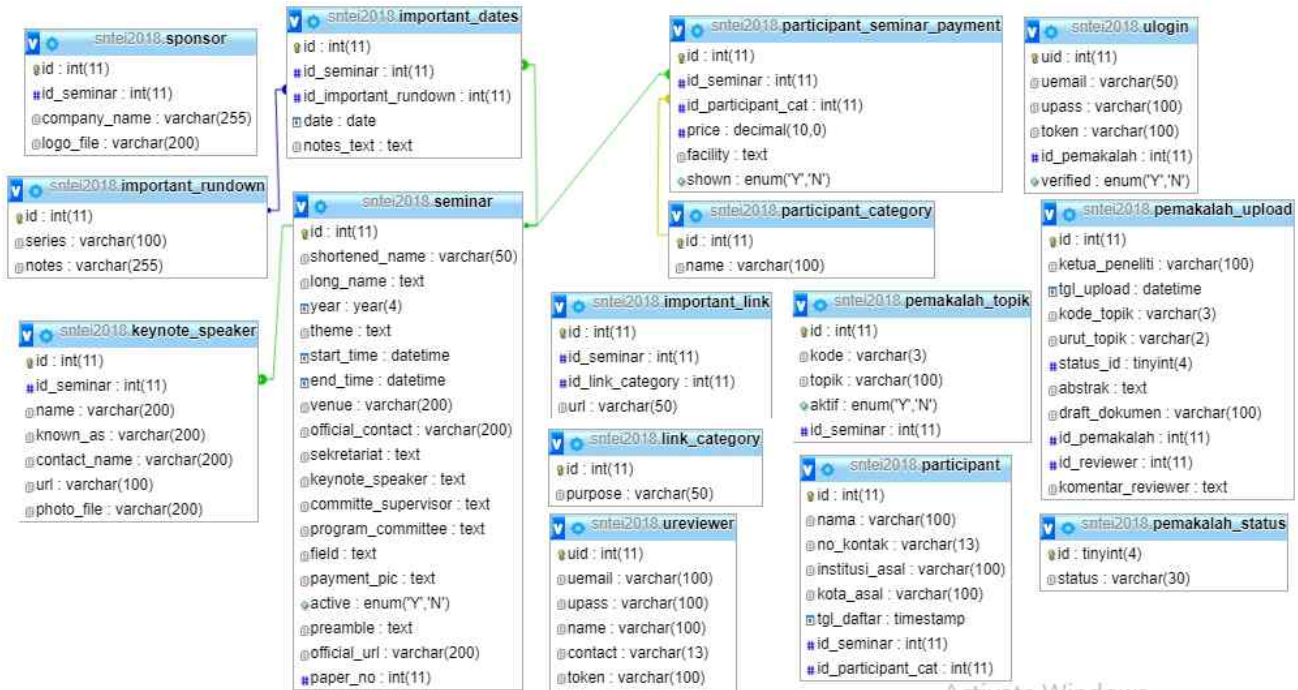 sntei2018.sponsor
id : int(11)
id_seminar : int(11)
company_name : varchar(255)
logo_file : varchar(200)
sntei2018.important_rundown
id : int(11)
series : varchar(100)
notes : varchar(255)
sntei2018.keynote_speaker
id : int(11)
id_seminar : int(11)
name : varchar(200)
known_as : varchar(200)
contact_name : varchar(200)
url : varchar(100)
photo_file : varchar(200)
sntei2018.important_dates
id : int(11)
id_seminar : int(11)
id_important_rundown : int(11)
date : date
notes_text : text
sntei2018.seminar
id : int(11)
shortened_name : varchar(50)
long_name : text
year : year(4)
theme : text
start_time : datetime
end_time : datetime
venue : varchar(200)
official_contact : varchar(200)
sekretariat : text
keynote_speaker : text
committe_supervisor : text
program_committee : text
field : text
payment_pic : text
active : enum('Y','N')
preamble : text
official_url : varchar(200)
paper_no : int(11)
sntei2018.participant_seminar_payment
id : int(11)
id_seminar : int(11)
id_participant_cat : int(11)
price : decimal(10,0)
facility : text
shown : enum('Y','N')
sntei2018.participant_category
id : int(11)
name : varchar(100)
sntei2018.important_link
id : int(11)
id_seminar : int(11)
id_link_category : int(11)
url : varchar(50)
sntei2018.link_category
id : int(11)
purpose : varchar(50)
sntei2018.ureviewer
uid : int(11)
uemail : varchar(100)
upass : varchar(100)
name : varchar(100)
contact : varchar(13)
token : varchar(100)
sntei2018.pemakalah_topik
id : int(11)
kode : varchar(3)
topik : varchar(100)
aktif : enum('Y','N')
id_seminar : int(11)
sntei2018.participant
id : int(11)
nama : varchar(100)
no_kontak : varchar(13)
institusi_asal : varchar(100)
kota_asal : varchar(100)
tgl_daftar : timestamp
id_seminar : int(11)
id_participant_cat : int(11)
sntei2018.ulogin
uid : int(11)
uemail : varchar(50)
upass : varchar(100)
token : varchar(100)
id_pemakalah : int(11)
verified : enum('Y','N')
sntei2018.pemakalah_upload
id : int(11)
ketua_peneliti : varchar(100)
tgl_upload : datetime
kode_topik : varchar(3)
urut_topik : varchar(2)
status_id : tinyint(4)
abstrak : text
draft_dokumen : varchar(100)
id_pemakalah : int(11)
id_reviewer : int(11)
komentar_reviewer : text
sntei2018.pemakalah_status
id : tinyint(4)
status : varchar(30)